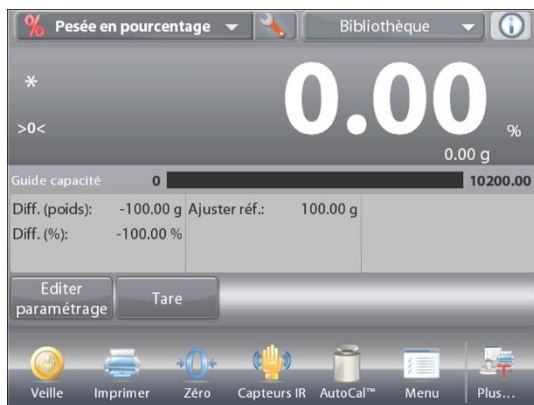 % Pesée en pourcentage Bibliothèque i
*
0.00 %
>0<
0.00 g
Guide capacité 0 10200.00
Diff. (poids): -100.00 g Ajuster réf.: 100.00 g
Diff. (%): -100.00 %
Editer paramétrage Tare
Veille Imprimer Zéro Capteurs IR AutoCal™ Menu Plus...